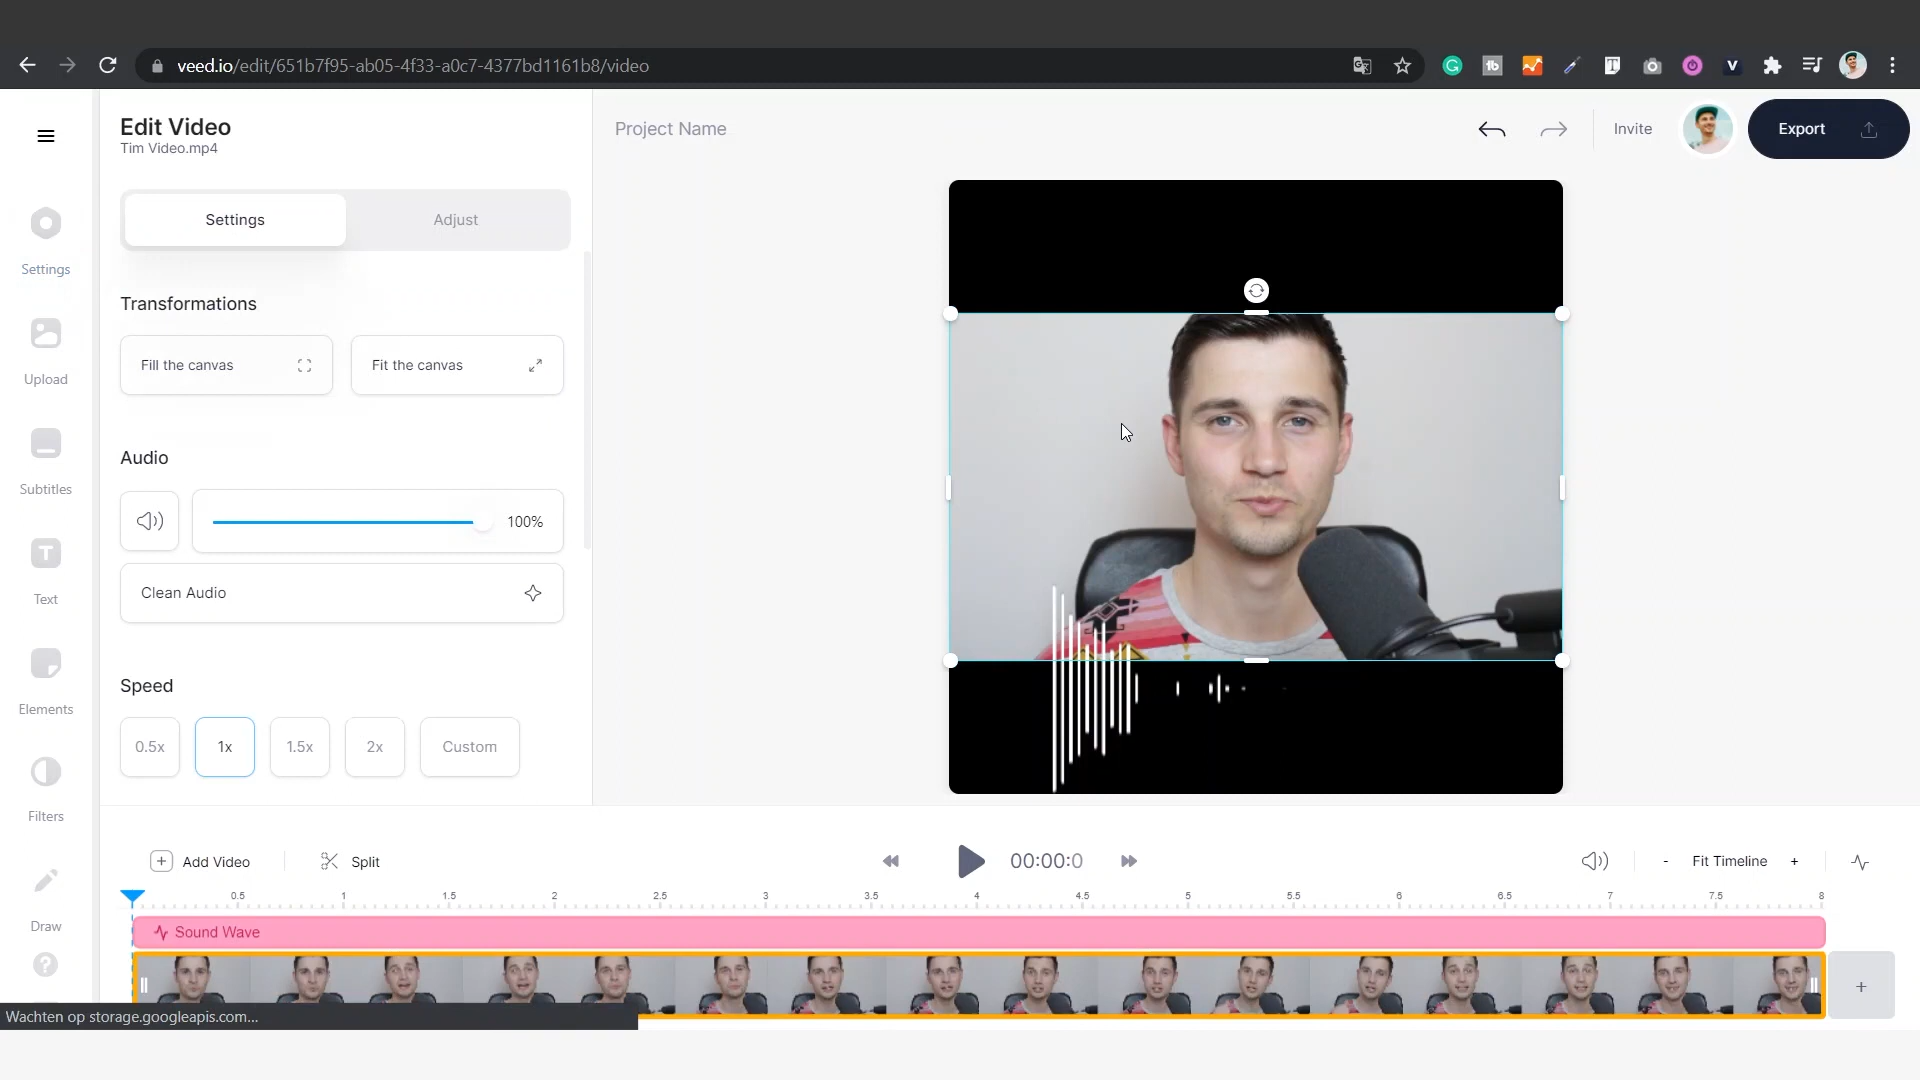 veed.io/edit/651b7f95-ab05-4f33-a0c7-4377bd1161b8/video
Edit Video
Tim Video.mp4
Project Name
Invite
Export
Settings
Adjust
Settings
Transformations
Fill the canvas
Fit the canvas
Upload
Audio
Subtitles
100%
Clean Audio
Text
Speed
Elements
0.5x
1x
1.5x
2x
Custom
Filters
Add Video
Split
00:00:0
- Fit Timeline +
0.5 1 1.5 2 2.5 3 3.5 4 4.5 5 5.5 6 6.5 7 7.5 8
Draw
Sound Wave
Wachten op storage.googleapis.com...